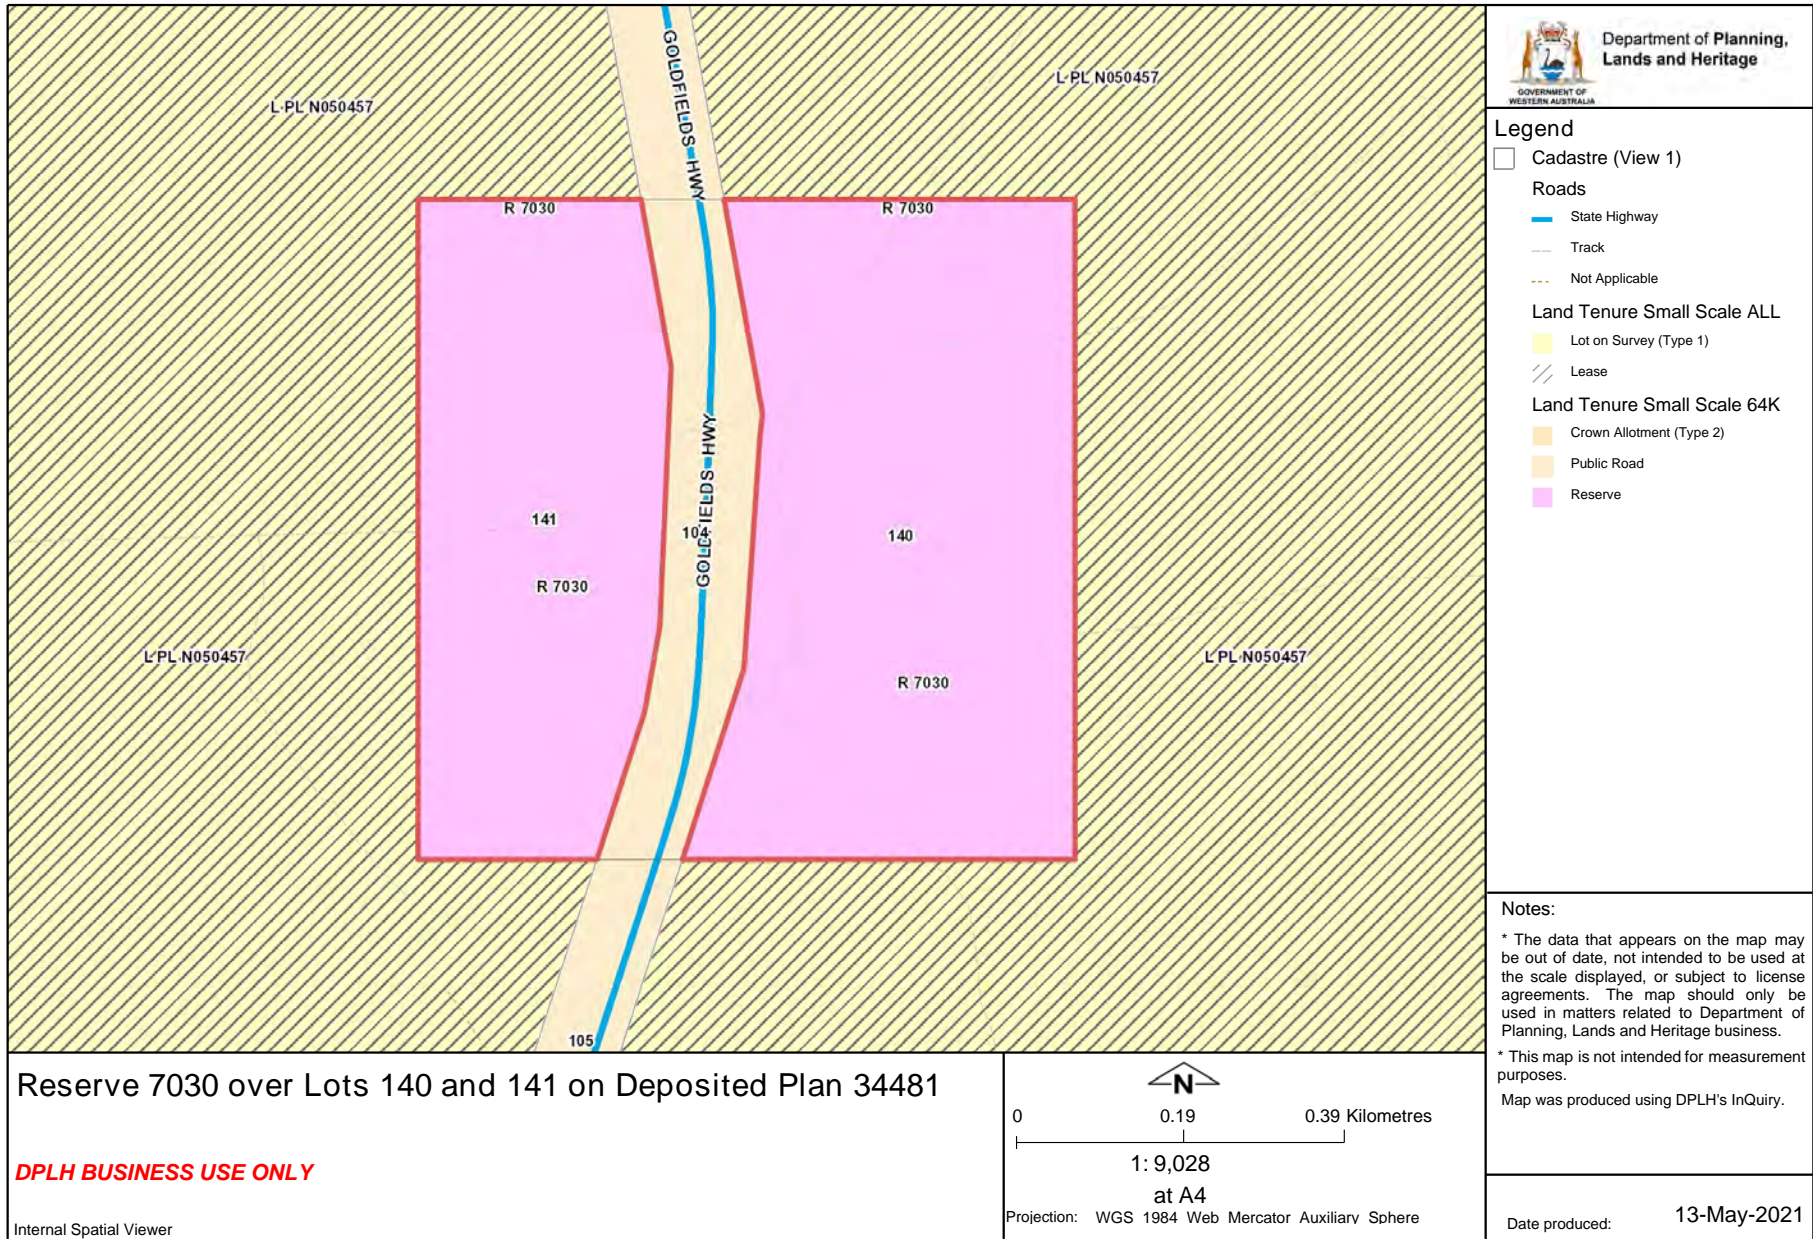 GOLDFIELDS HWY
L PL N050457
L PL N050457
R 7030
R 7030
GOLDFIELDS HWY
141
104
140
R 7030
L PL N050457
L PL N050457
R 7030
105
Department of Planning,
Lands and Heritage
GOVERNMENT OF
WESTERN AUSTRALIA
Legend
Cadastre (View 1)
Roads
State Highway
Track
Not Applicable
Land Tenure Small Scale ALL
Lot on Survey (Type 1)
Lease
Land Tenure Small Scale 64K
Crown Allotment (Type 2)
Public Road
Reserve
Notes:
* The data that appears on the map may
be out of date, not intended to be used at
the scale displayed, or subject to license
agreements. The map should only be
used in matters related to Department of
Planning, Lands and Heritage business.
* This map is not intended for measurement
purposes.
Map was produced using DPLH's InQuiry.
Reserve 7030 over Lots 140 and 141 on Deposited Plan 34481
DPLH BUSINESS USE ONLY
Internal Spatial Viewer
N
0 0.19 0.39 Kilometres
1: 9,028
at A4
Projection: WGS 1984 Web Mercator Auxiliary Sphere
Date produced: 13-May-2021